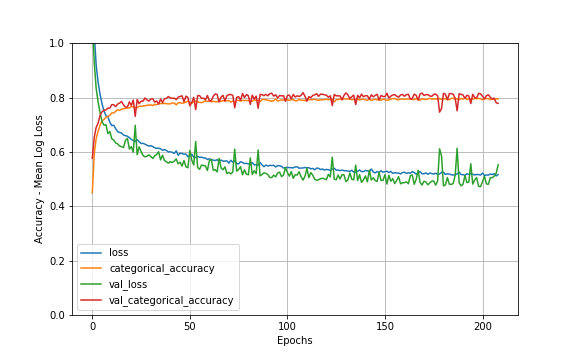 Accuracy - Mean Log Loss
1.0
0.8
0.6
0.4
0.2
0.0
loss
categorical_accuracy
val_loss
val_categorical_accuracy
0 50 100 150 200
Epochs